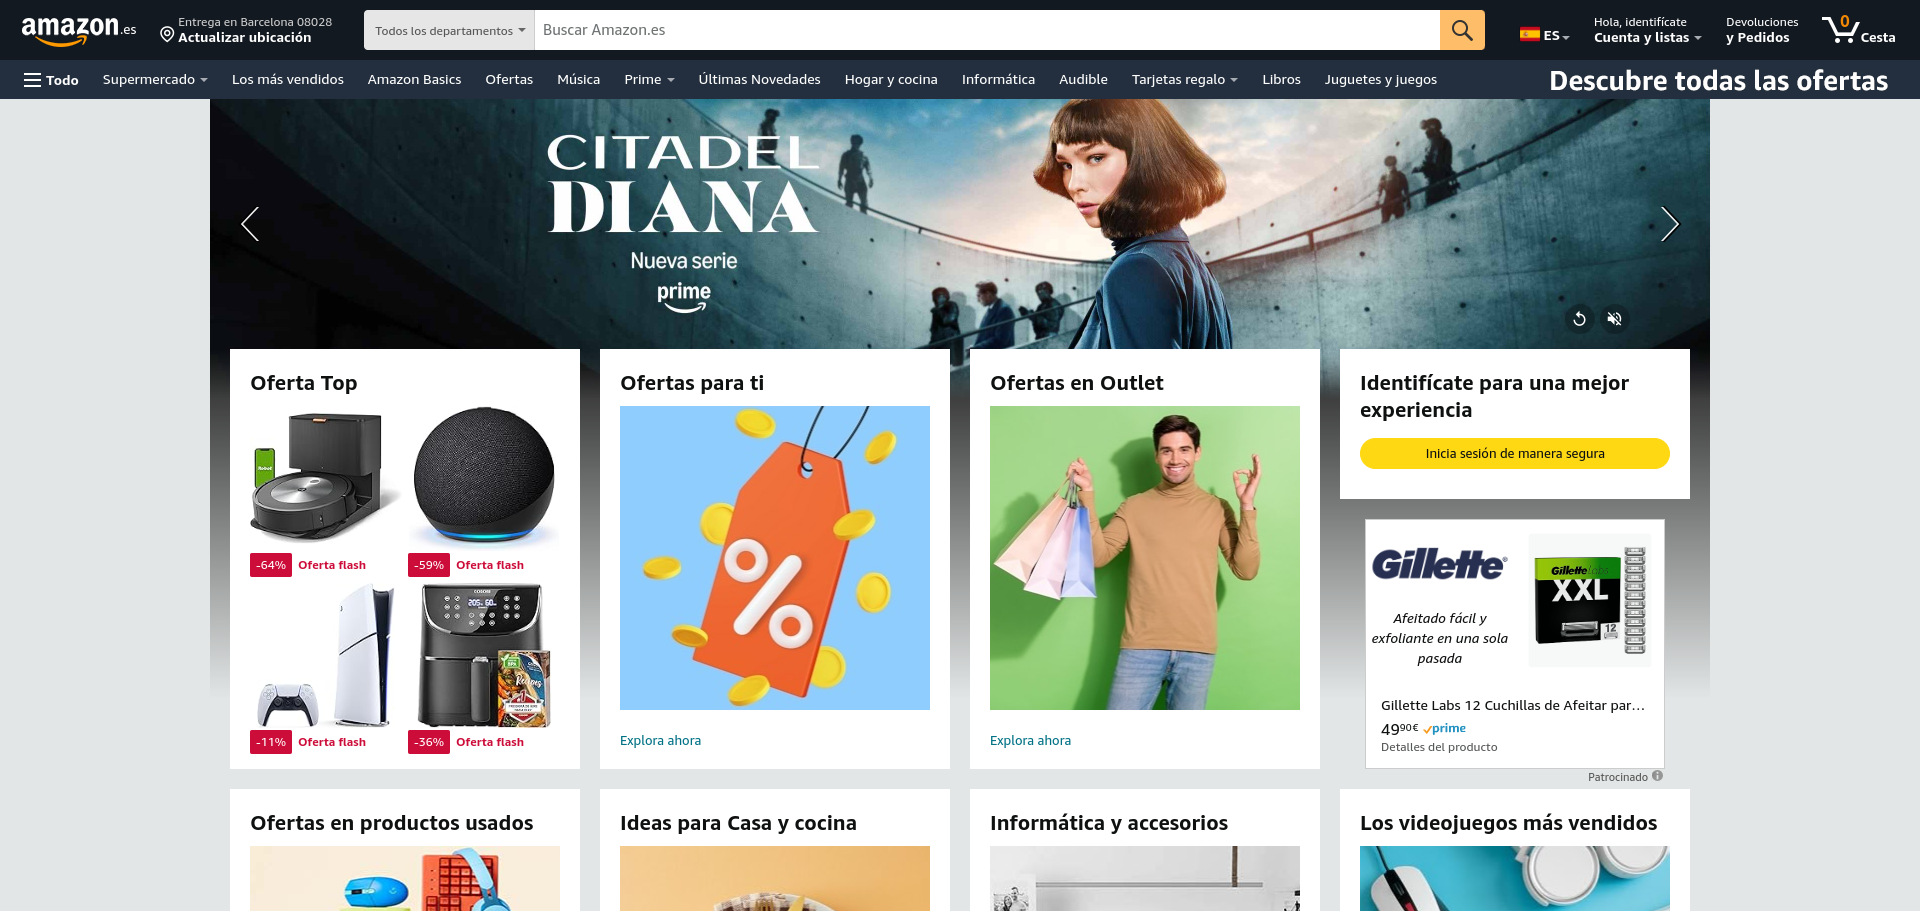 amazon.es
Entrega en Barcelona 08028
Actualizar ubicación
Todos los departamentos
Buscar Amazon.es
ES
Hola, identifícate
Cuenta y listas
Devoluciones
y Pedidos
0
Cesta
Todo
Supermercado
Los más vendidos
Amazon Basics
Ofertas
Música
Prime
Últimas Novedades
Hogar y cocina
Informática
Audible
Tarjetas regalo
Libros
Juguetes y juegos
Descubre todas las ofertas
CITADEL
DIANA
Nueva serie
prime
Oferta Top
-64% Oferta flash
-59% Oferta flash
-11% Oferta flash
-36% Oferta flash
Ofertas para ti
%
Explora ahora
Ofertas en Outlet
Explora ahora
Identifícate para una mejor
experiencia
Inicia sesión de manera segura
Gillette
Afeitado fácil y
exfoliante en una sola
pasada
Gillette Labs
XXL
12
Gillette Labs 12 Cuchillas de Afeitar par...
4990€ prime
Detalles del producto
Patrocinado
Ofertas en productos usados
Ideas para Casa y cocina
Informática y accesorios
Los videojuegos más vendidos